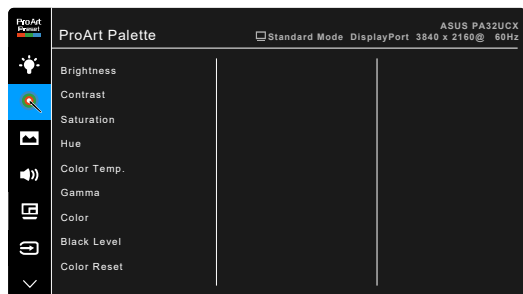 ProArt
Preset
ProArt Palette
ASUS PA32UCX
Standard Mode DisplayPort 3840 x 2160@ 60Hz
Brightness
Contrast
Saturation
Hue
Color Temp.
Gamma
Color
Black Level
Color Reset